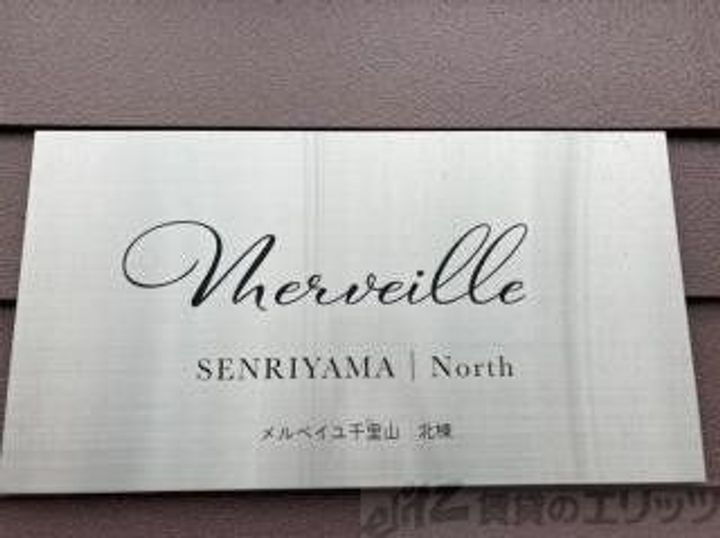 Merveille
SENRIYAMA | North
メルベイユ千里山 北棟
elitz 賃貸のエリッツ